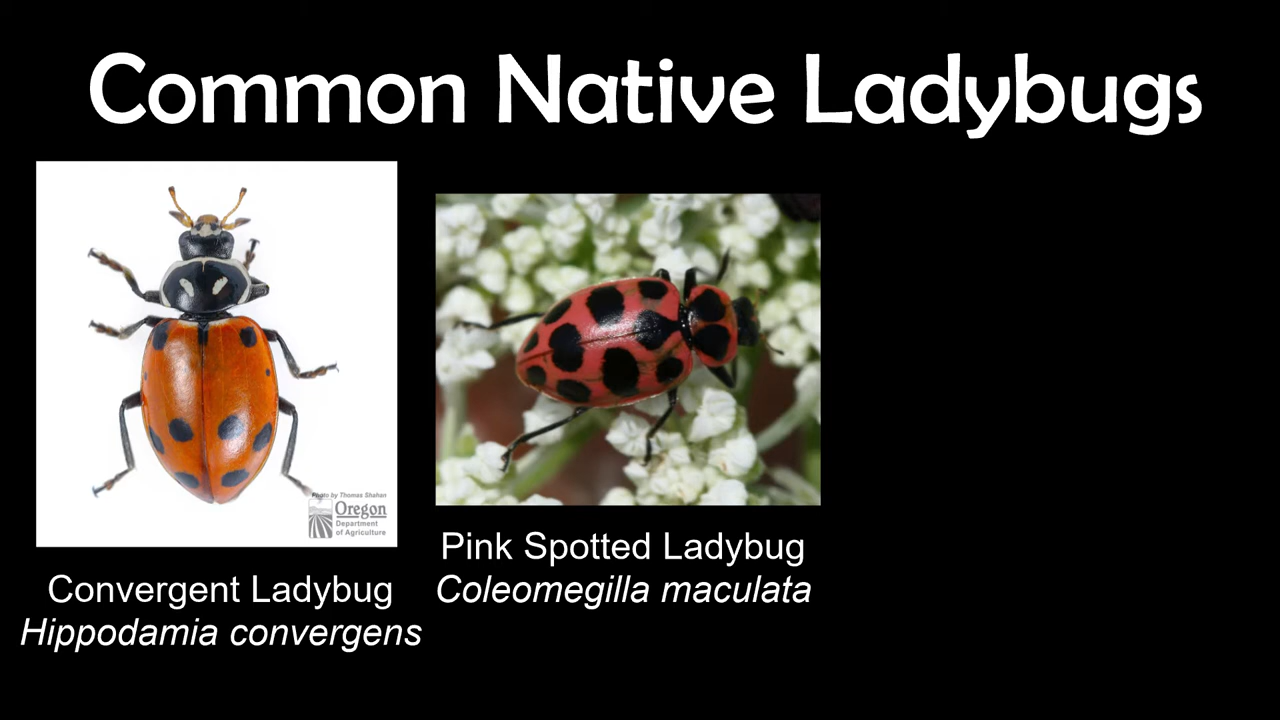 Common Native Ladybugs
Photo by Thomas Shahan
Oregon
Department
of Agriculture
Convergent Ladybug
Hippodamia convergens
Pink Spotted Ladybug
Coleomegilla maculata